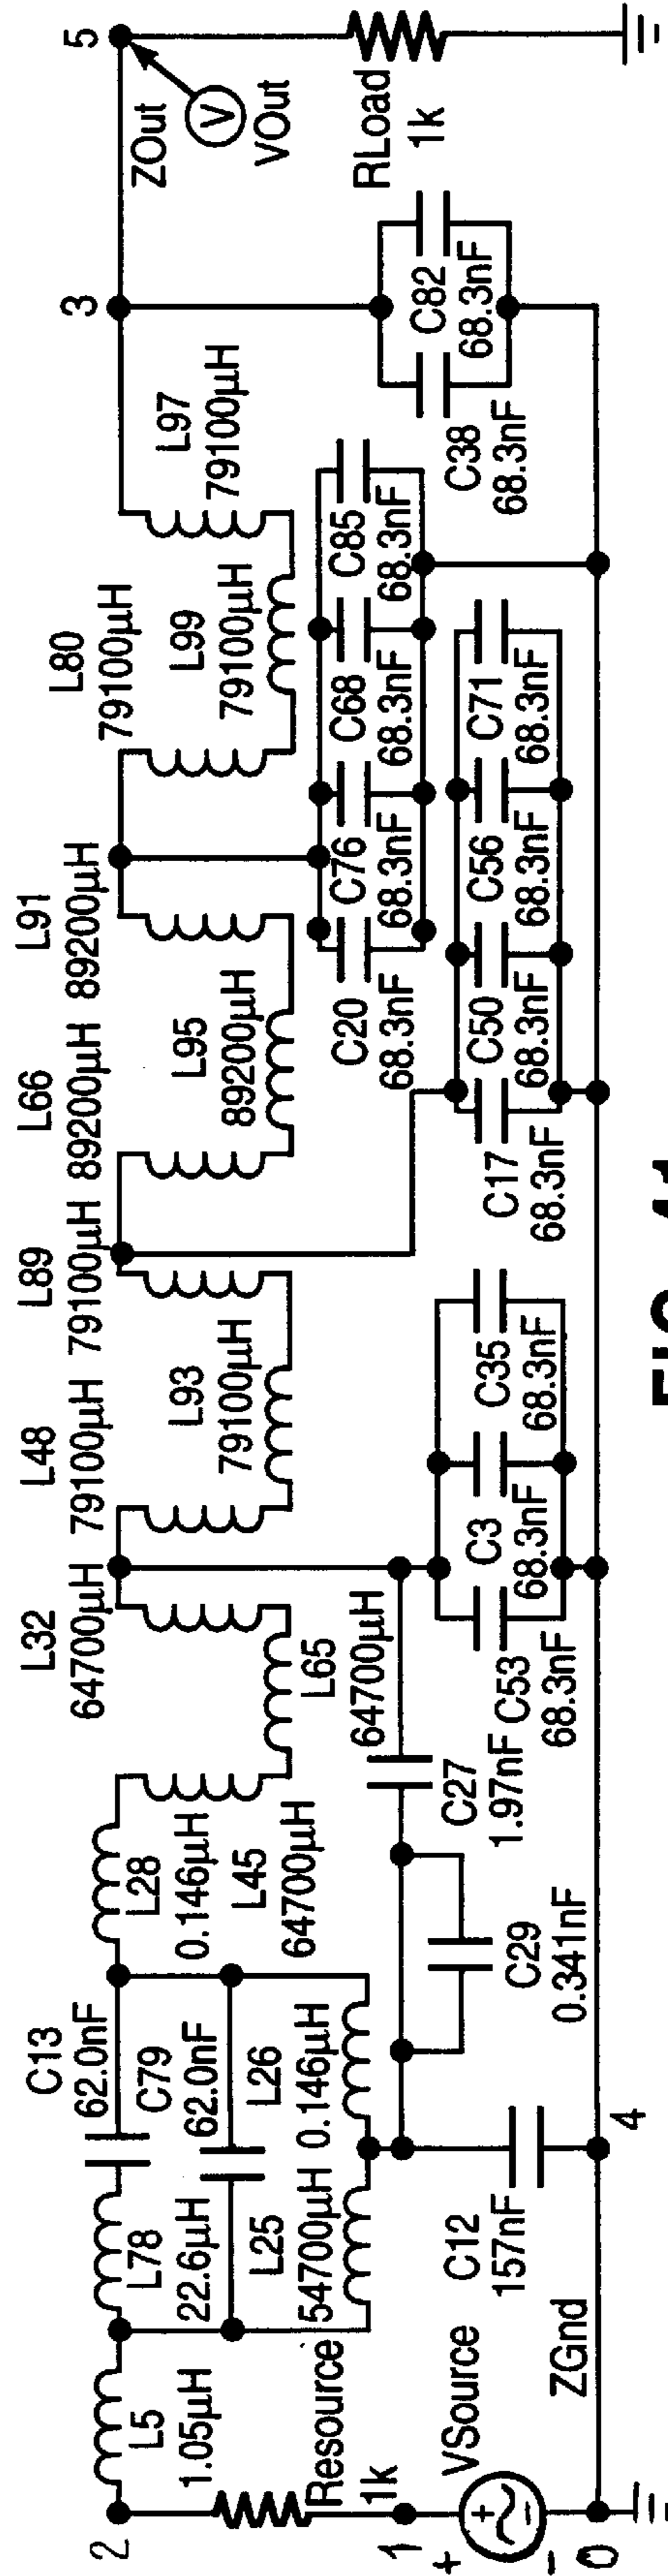 5
ZOut
V
VOut
RLoad
1k
3
L97
79100µH
L80
79100µH
L99
79100µH
C82
68.3nF
C38
68.3nF
C85
68.3nF
C68
68.3nF
C76
68.3nF
C20
68.3nF
L91
89200µH
L95
89200µH
L66
89200µH
C71
68.3nF
C56
68.3nF
C50
68.3nF
C17
68.3nF
L89
79100µH
L93
79100µH
L48
79100µH
C35
68.3nF
C3
68.3nF
C53
68.3nF
L32
64700µH
L65
64700µH
C27
1.97nF
L28
0.146µH
L45
64700µH
C29
0.341nF
C13
62.0nF
C79
62.0nF
L26
0.146µH
L78
22.6µH
L25
54700µH
C12
157nF
4
L5
1.05µH
Resource
1k
2
1
VSource
+
+
-
-
ZGnd
0